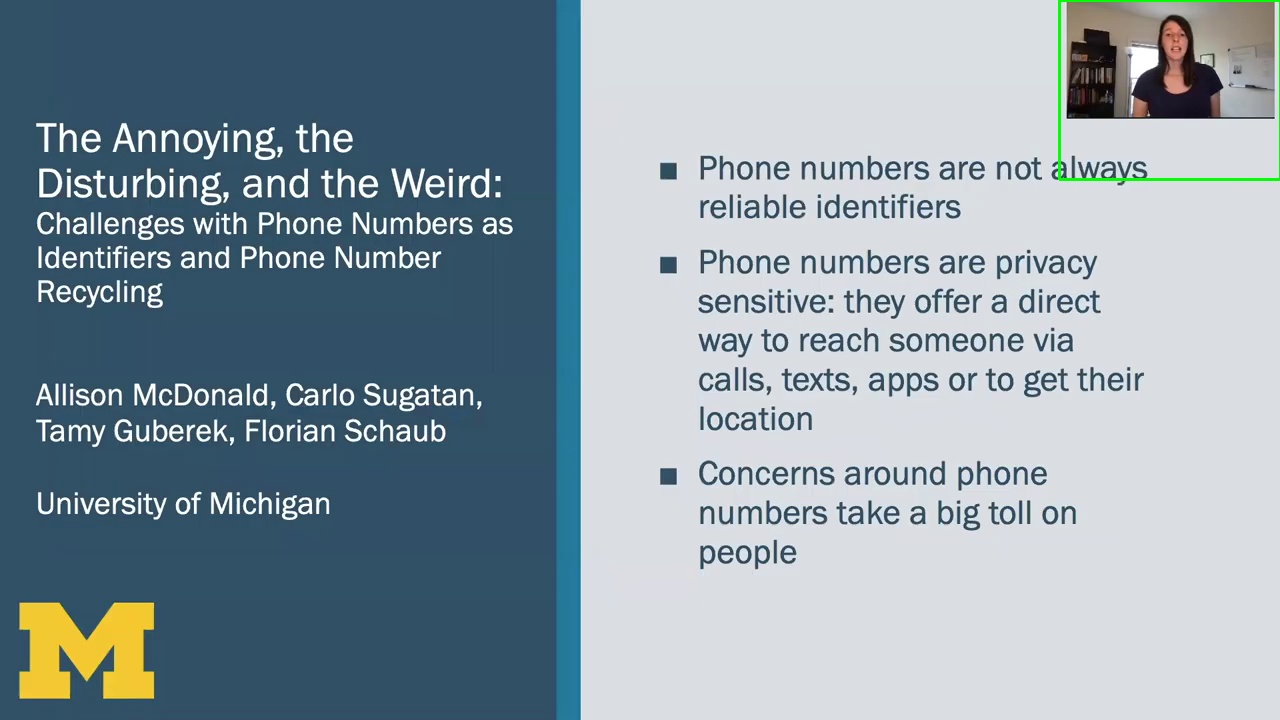 The Annoying, the
Disturbing, and the Weird:
Challenges with Phone Numbers as
Identifiers and Phone Number
Recycling
Allison McDonald, Carlo Sugatan,
Tamy Guberek, Florian Schaub
University of Michigan
M
■ Phone numbers are not always
reliable identifiers
■ Phone numbers are privacy
sensitive: they offer a direct
way to reach someone via
calls, texts, apps or to get their
location
■ Concerns around phone
numbers take a big toll on
people